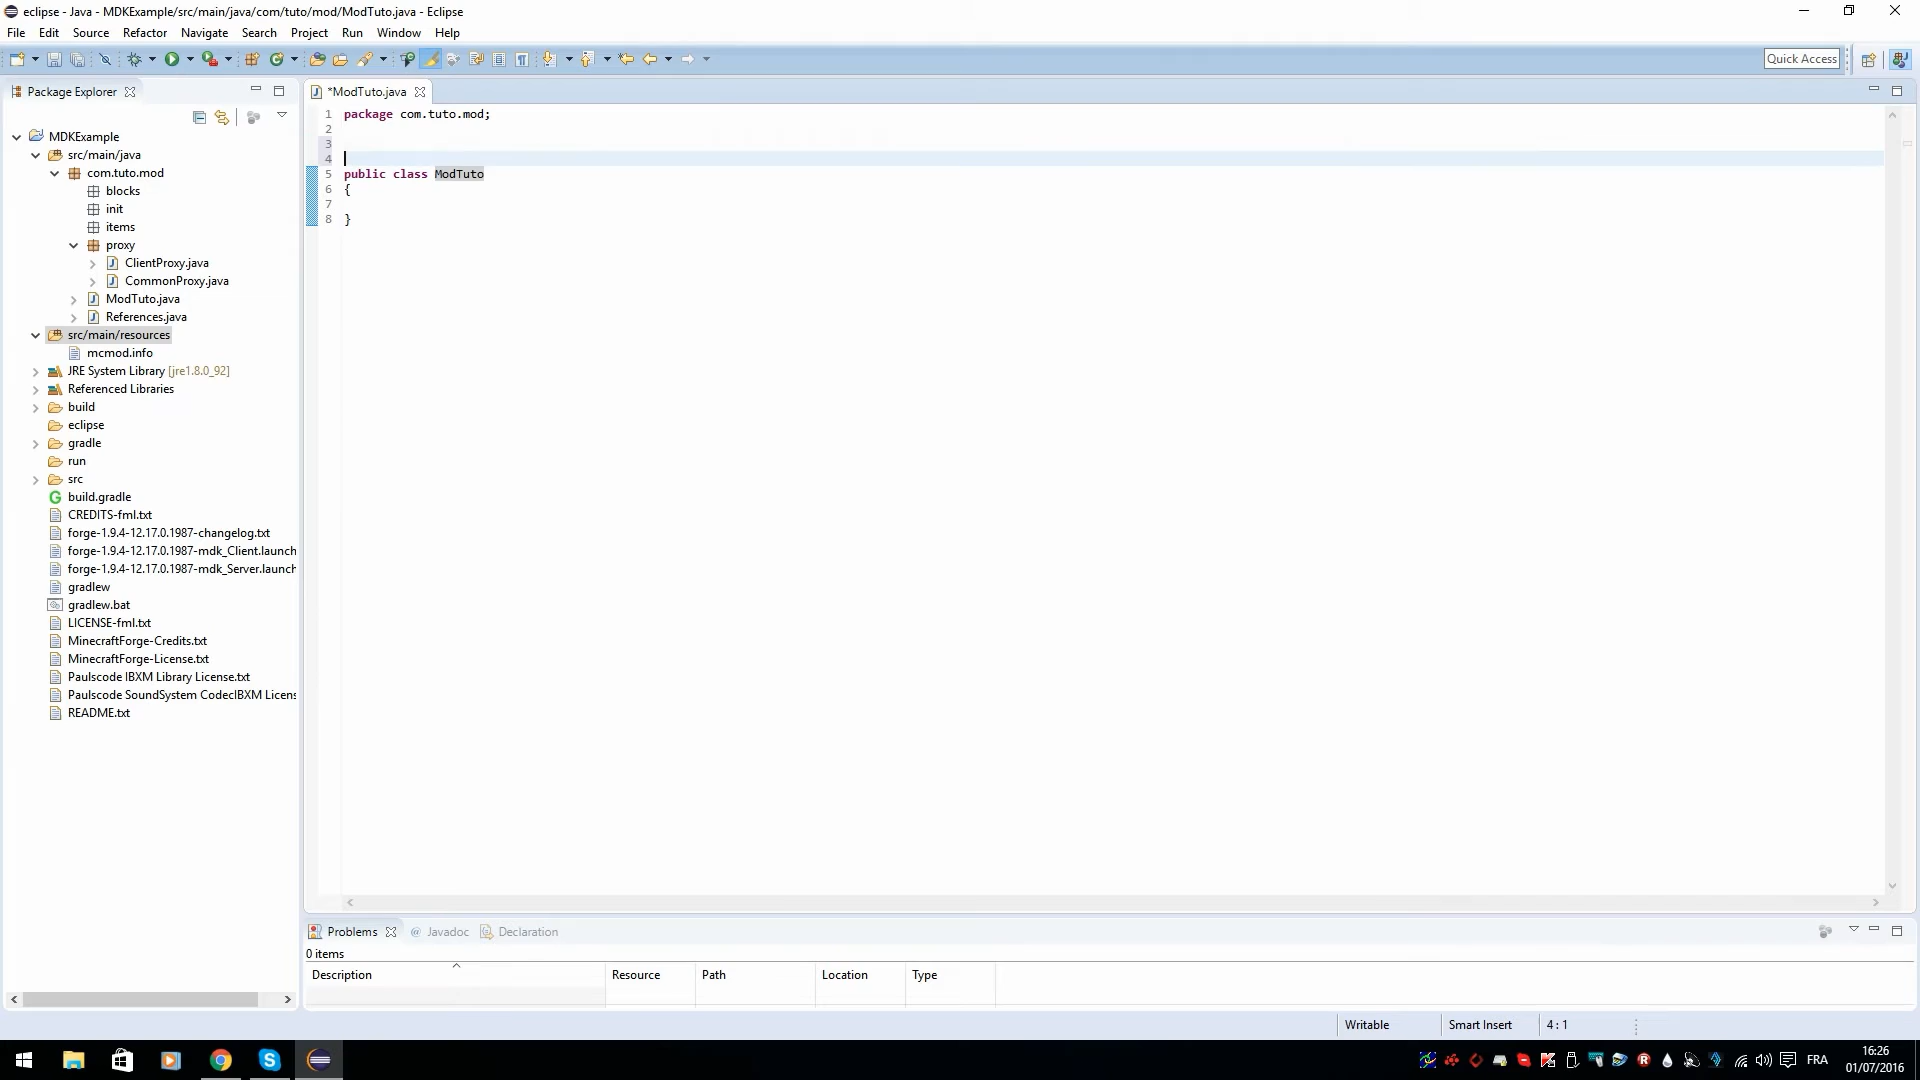 eclipse - Java - MDKExample/src/main/java/com/tuto/mod/ModTuto.java - Eclipse
File Edit Source Refactor Navigate Search Project Run Window Help
Quick Access
Package Explorer
*ModTuto.java
MDKExample
src/main/java
com.tuto.mod
blocks
init
items
proxy
ClientProxy.java
CommonProxy.java
ModTuto.java
References.java
src/main/resources
mcmod.info
JRE System Library [jre1.8.0_92]
Referenced Libraries
build
eclipse
gradle
run
src
build.gradle
CREDITS-fml.txt
forge-1.9.4-12.17.0.1987-changelog.txt
forge-1.9.4-12.17.0.1987-mdk_Client.launch
forge-1.9.4-12.17.0.1987-mdk_Server.launch
gradlew
gradlew.bat
LICENSE-fml.txt
MinecraftForge-Credits.txt
MinecraftForge-License.txt
Paulscode IBXM Library License.txt
Paulscode SoundSystem CodecIBXM Licens
README.txt
1 package com.tuto.mod;
2
3
4
5 public class ModTuto
6 {
7
8 }
Problems @ Javadoc Declaration
0 items
Description Resource Path Location Type
Writable Smart Insert 4 : 1
FRA
16:26
01/07/2016